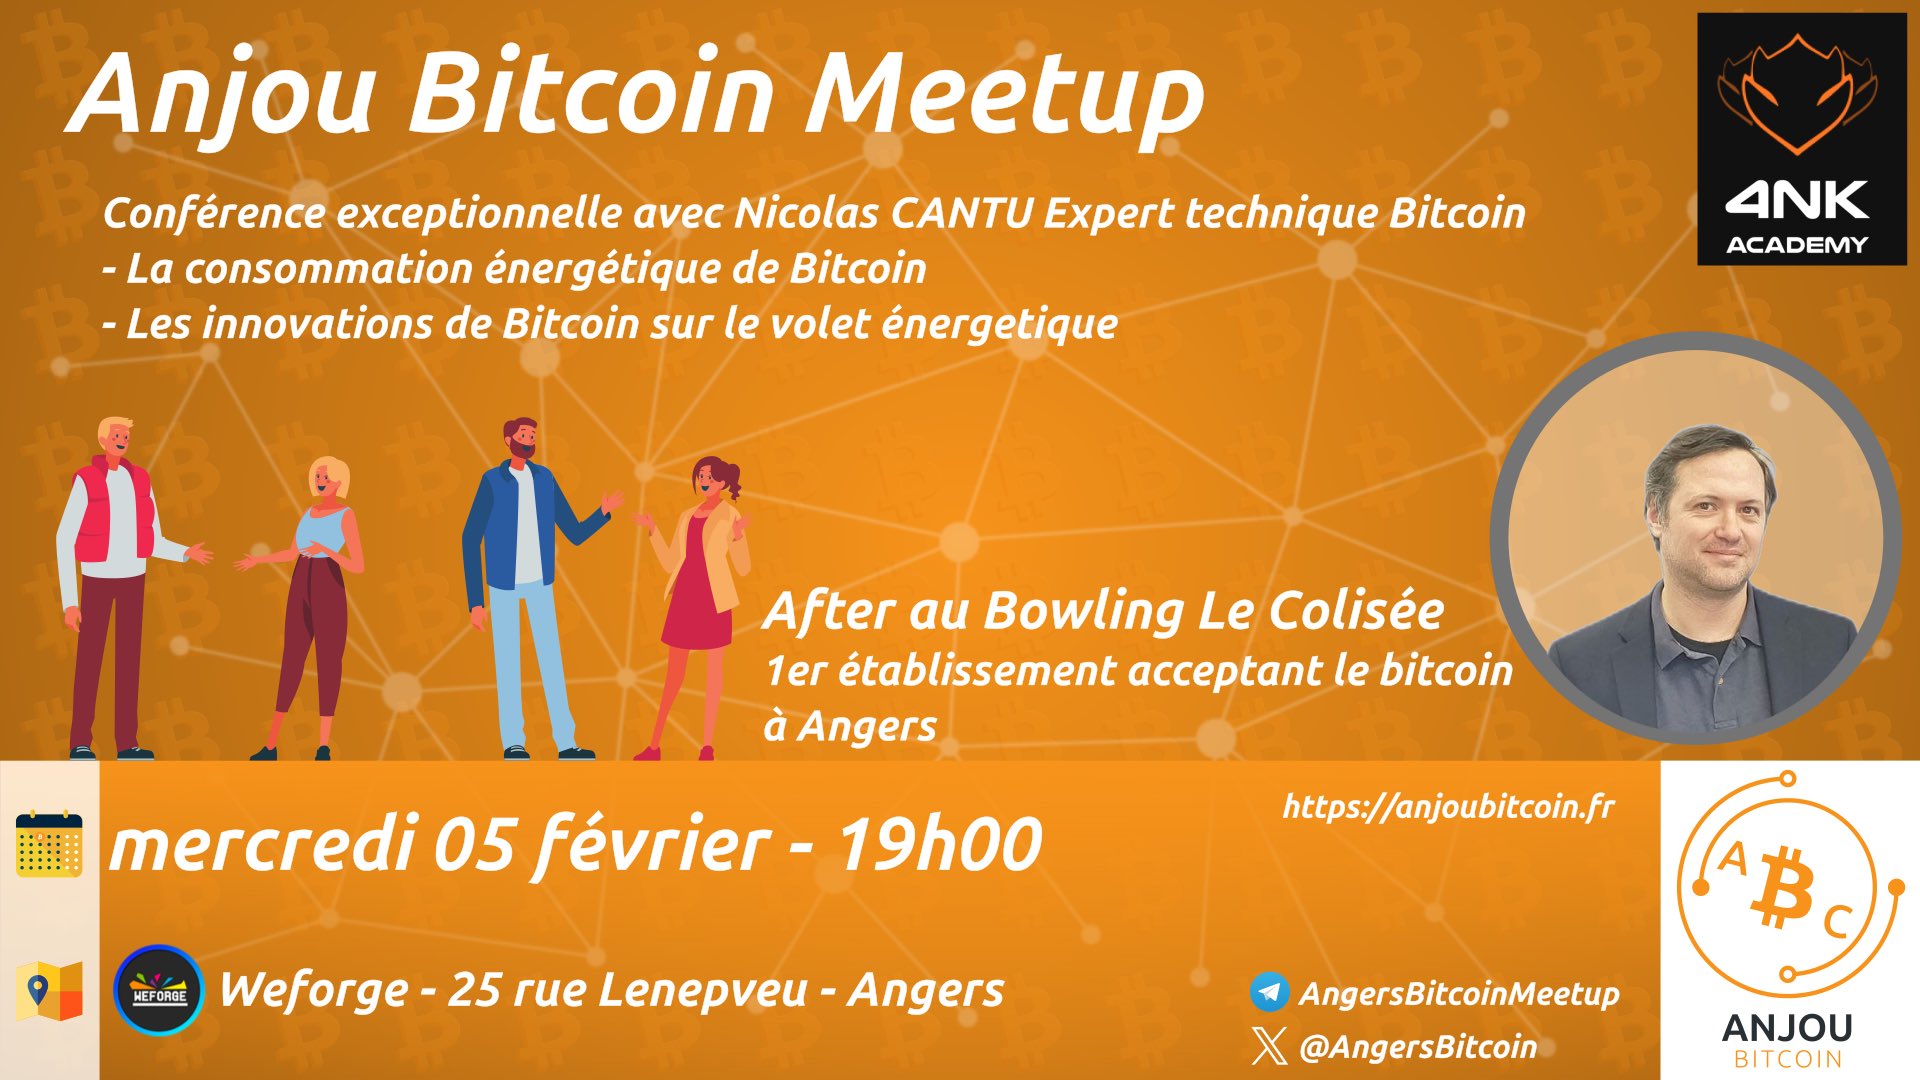 Anjou Bitcoin Meetup
4NK
ACADEMY
Conférence exceptionnelle avec Nicolas CANTU Expert technique Bitcoin
- La consommation énergétique de Bitcoin
- Les innovations de Bitcoin sur le volet énergetique
After au Bowling Le Colisée
1er établissement acceptant le bitcoin
à Angers
mercredi 05 février - 19h00
https://anjoubitcoin.fr
WEFORGE
Weforge - 25 rue Lenepveu - Angers
AngersBitcoinMeetup
@AngersBitcoin
A ₿ C
ANJOU
BITCOIN